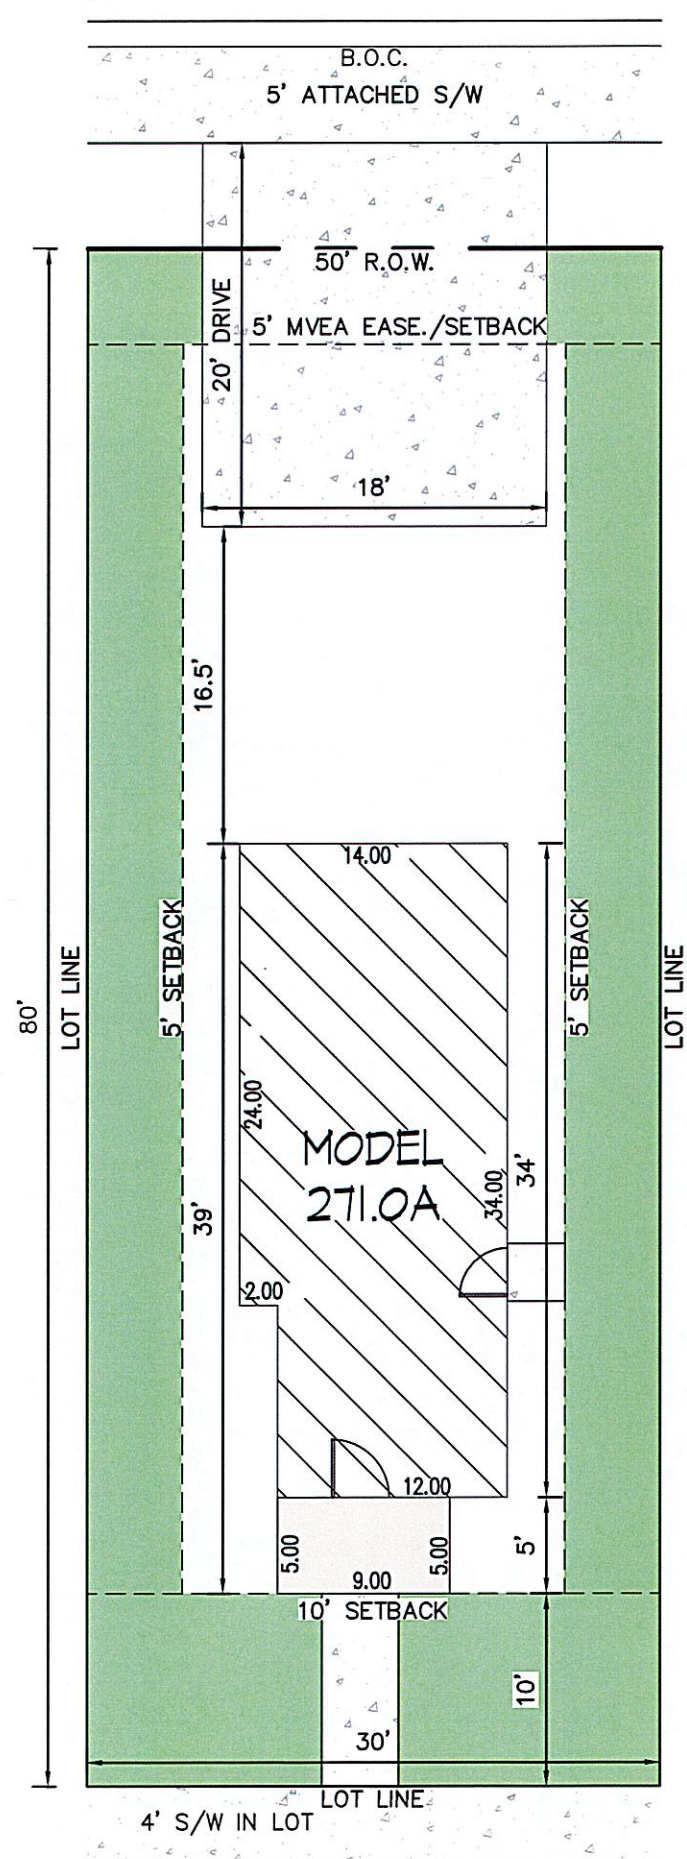 B.O.C.
5' ATTACHED S/W
50' R.O.W.
20' DRIVE
5' MVEA EASE./SETBACK
18'
16.5'
14.00
5' SETBACK
5' SETBACK
LOT LINE
LOT LINE
80'
24.00
MODEL
271.0A
34.00
34'
39'
2.00
12.00
5.00
5.00
5'
9.00
10' SETBACK
10'
30'
LOT LINE
4' S/W IN LOT